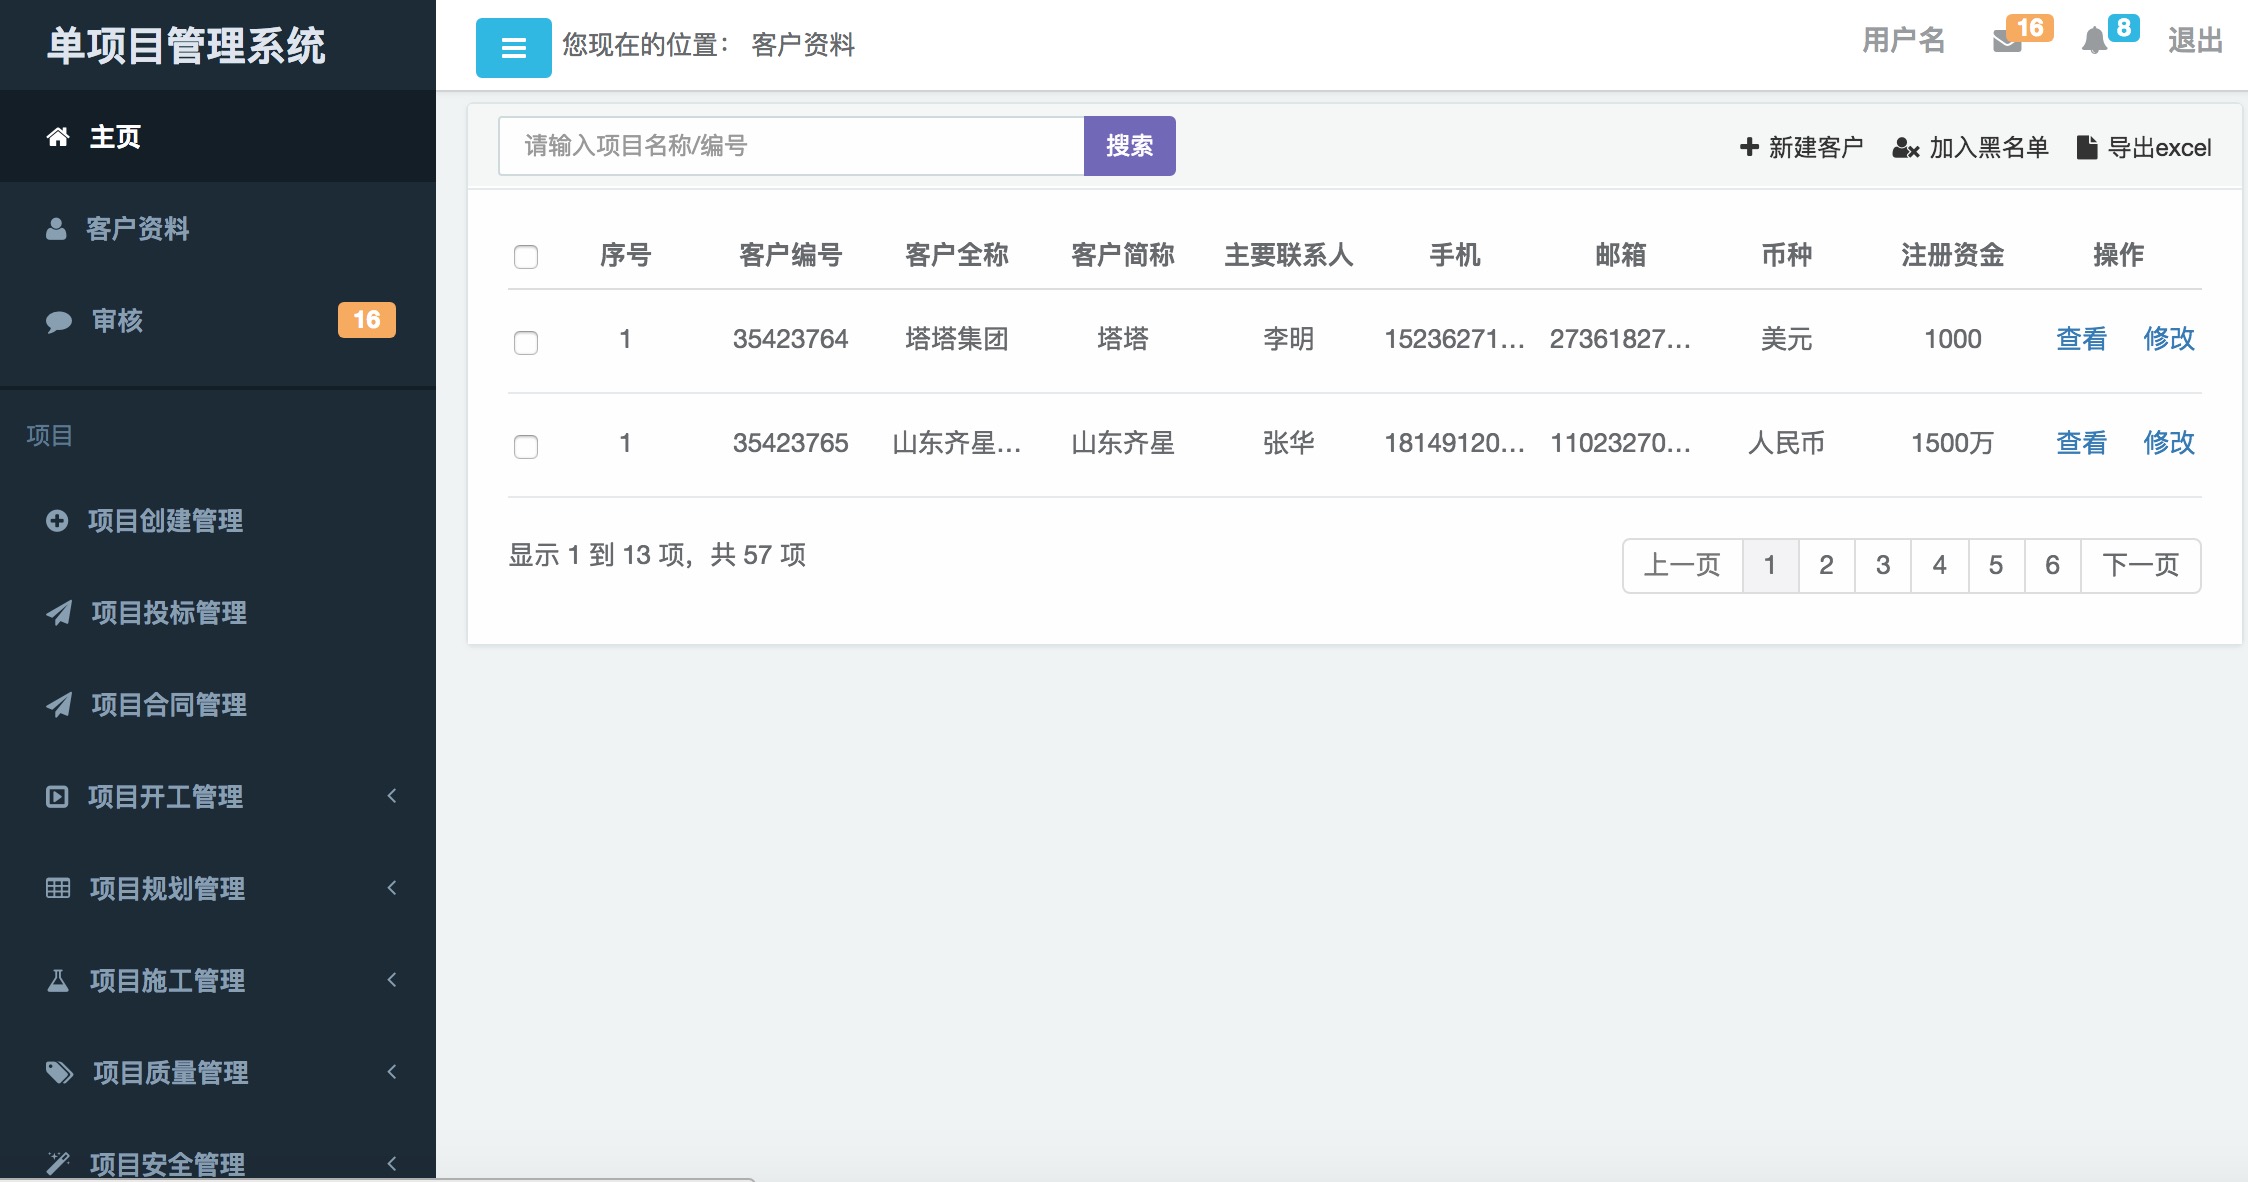 单项目管理系统
主页
客户资料
审核 16
项目
项目创建管理
项目投标管理
项目合同管理
项目开工管理
项目规划管理
项目施工管理
项目质量管理
项目安全管理
您现在的位置： 客户资料
用户名 16 8 退出
请输入项目名称/编号 搜索
新建客户 加入黑名单 导出excel
序号 客户编号 客户全称 客户简称 主要联系人 手机 邮箱 币种 注册资金 操作
1 35423764 塔塔集团 塔塔 李明 15236271... 27361827... 美元 1000 查看 修改
1 35423765 山东齐星... 山东齐星 张华 18149120... 11023270... 人民币 1500万 查看 修改
显示 1 到 13 项，共 57 项
上一页 1 2 3 4 5 6 下一页